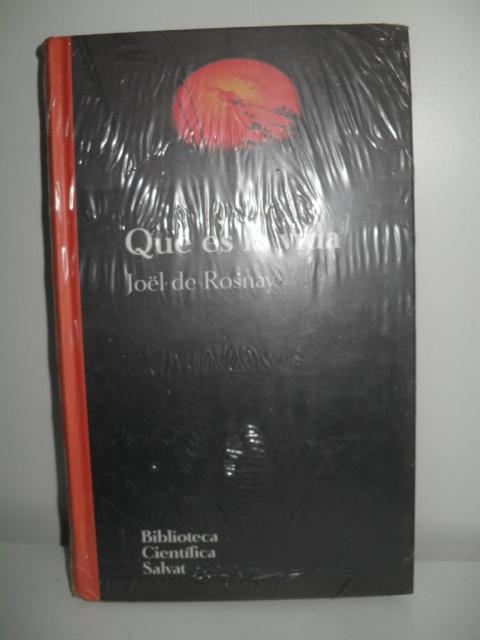 Qué es la vida
Joël de Rosnay
Biblioteca
Científica
Salvat